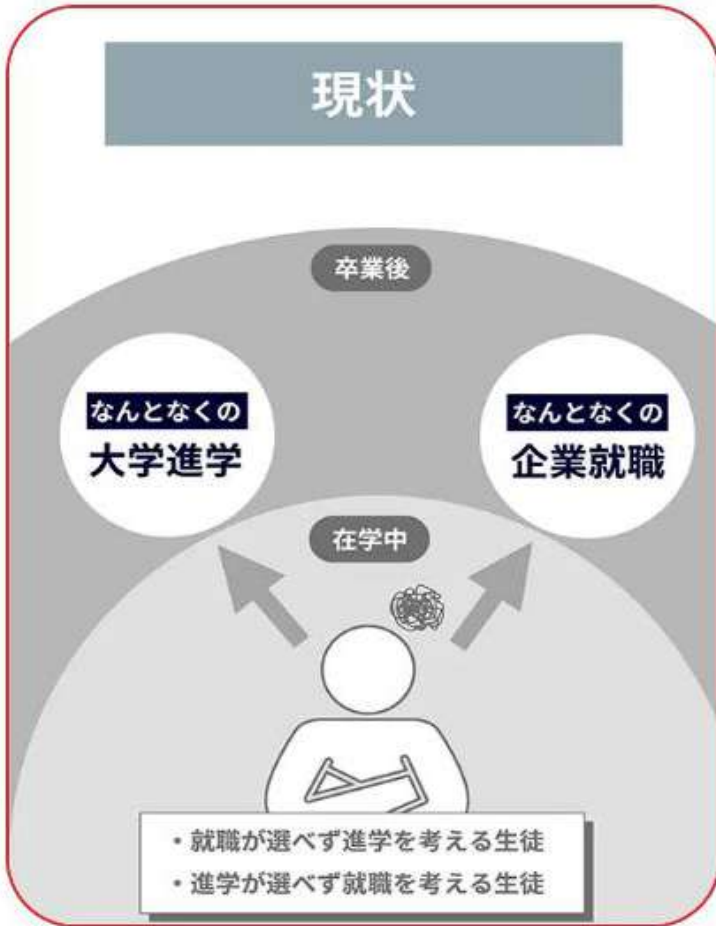 現状
卒業後
なんとなくの
大学進学
なんとなくの
企業就職
在学中
・就職が選べず進学を考える生徒
・進学が選べず就職を考える生徒